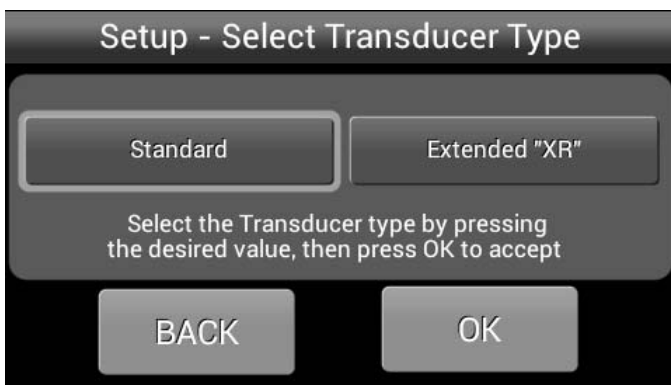 Setup - Select Transducer Type
Standard
Extended "XR"
Select the Transducer type by pressing
the desired value, then press OK to accept
BACK
OK